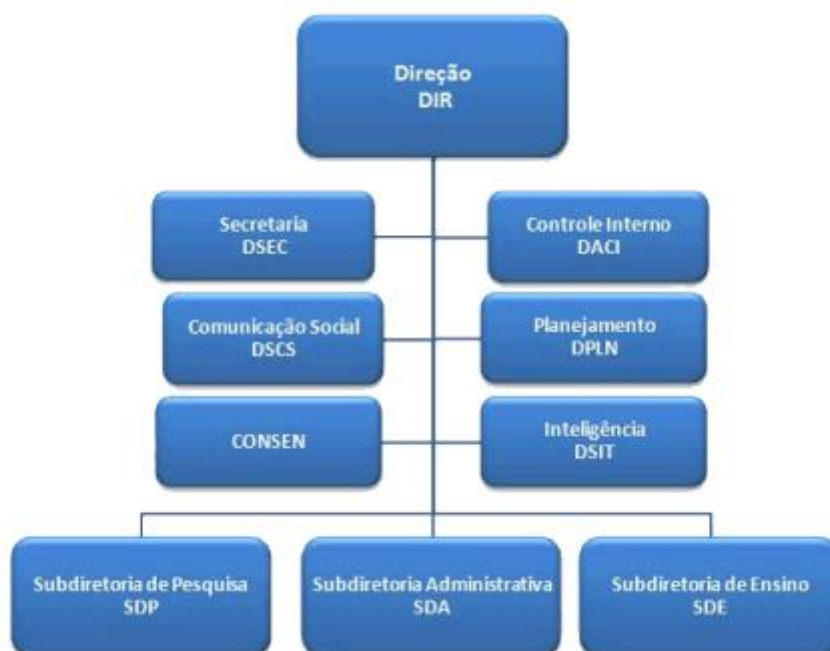 Direção
DIR
Secretaria
DSEC
Controle Interno
DACI
Comunicação Social
DSCS
Planejamento
DPLN
CONSEN
Inteligência
DSIT
Subdiretoria de Pesquisa
SDP
Subdiretoria Administrativa
SDA
Subdiretoria de Ensino
SDE